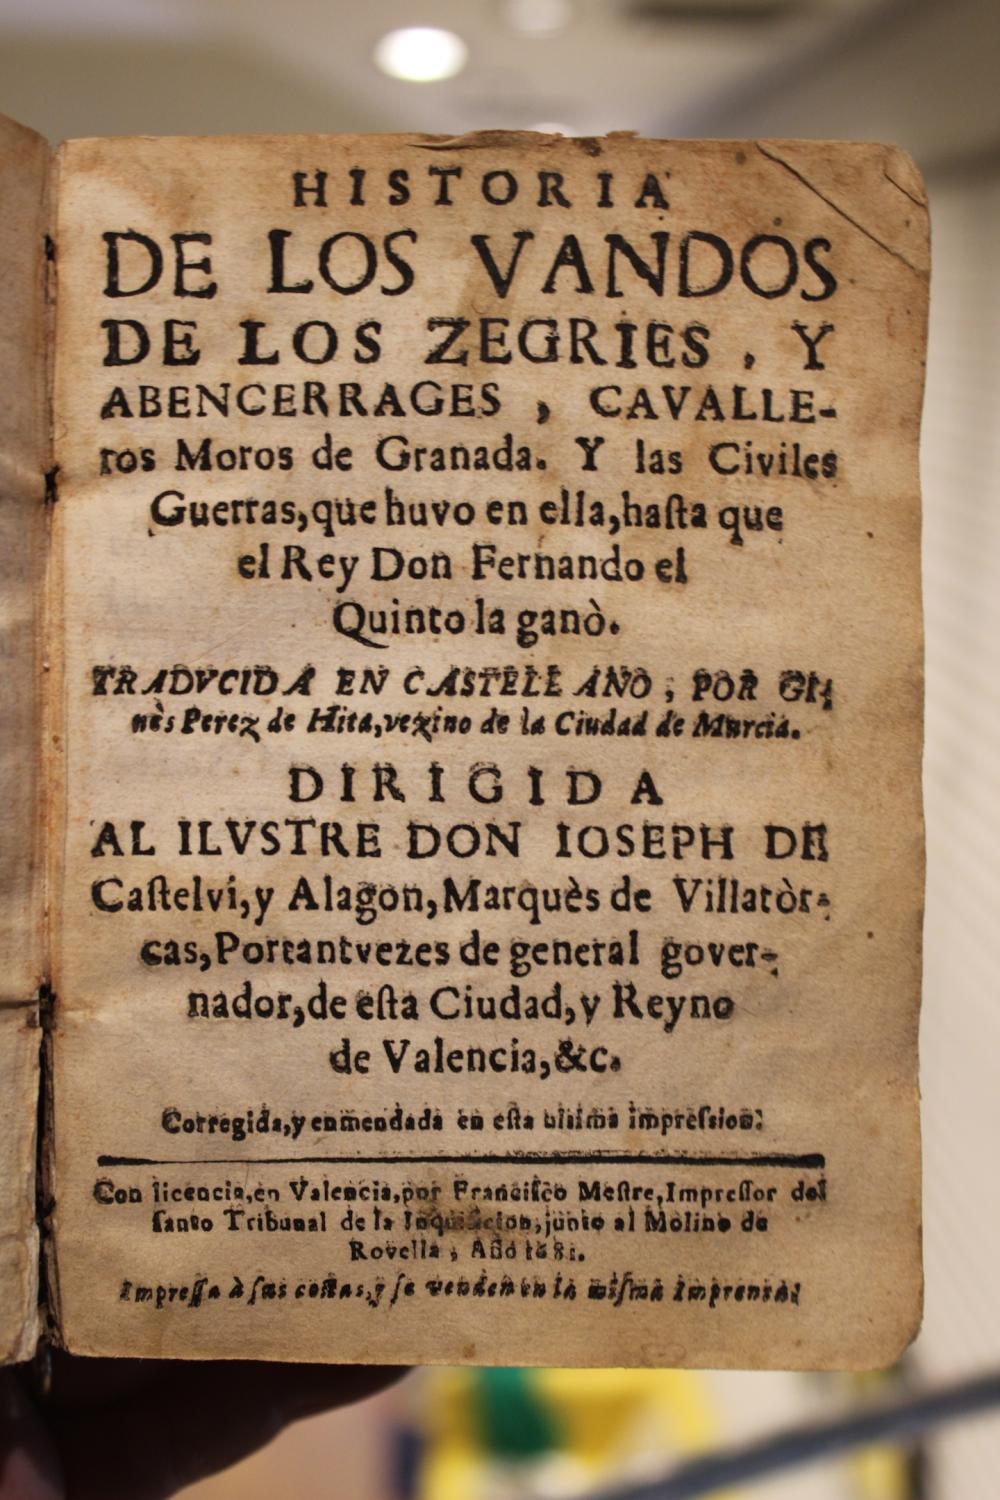 HISTORIA
DE LOS VANDOS
DE LOS ZEGRIES, Y
ABENCERRAGES, CAVALLE-
ros Moros de Granada. Y las Civiles
Guerras, que huvo en ella, haſta que
el Rey Don Fernando el
Quinto la ganò.
TRADVCIDA EN CASTELLANO, POR GI-
nès Perez de Hita, vezino de la Ciudad de Murcia.
DIRIGIDA
AL ILVSTRE DON IOSEPH DE
Caſtelvi, y Alagon, Marquès de Villatòr-
cas, Portantvezes de general gover-
nador, de eſta Ciudad, y Reyno
de Valencia, &c.
Corregida, y enmendada en eſta vltima impreſsion.
Con licencia, en Valencia, por Franciſco Meſtre, Impreſſor del
ſanto Tribunal de la Inquiſicion, junto al Molino de
Rovella, Año 1681.
Impreſſa à ſus coſtas, y ſe venden en la miſma Imprenta.